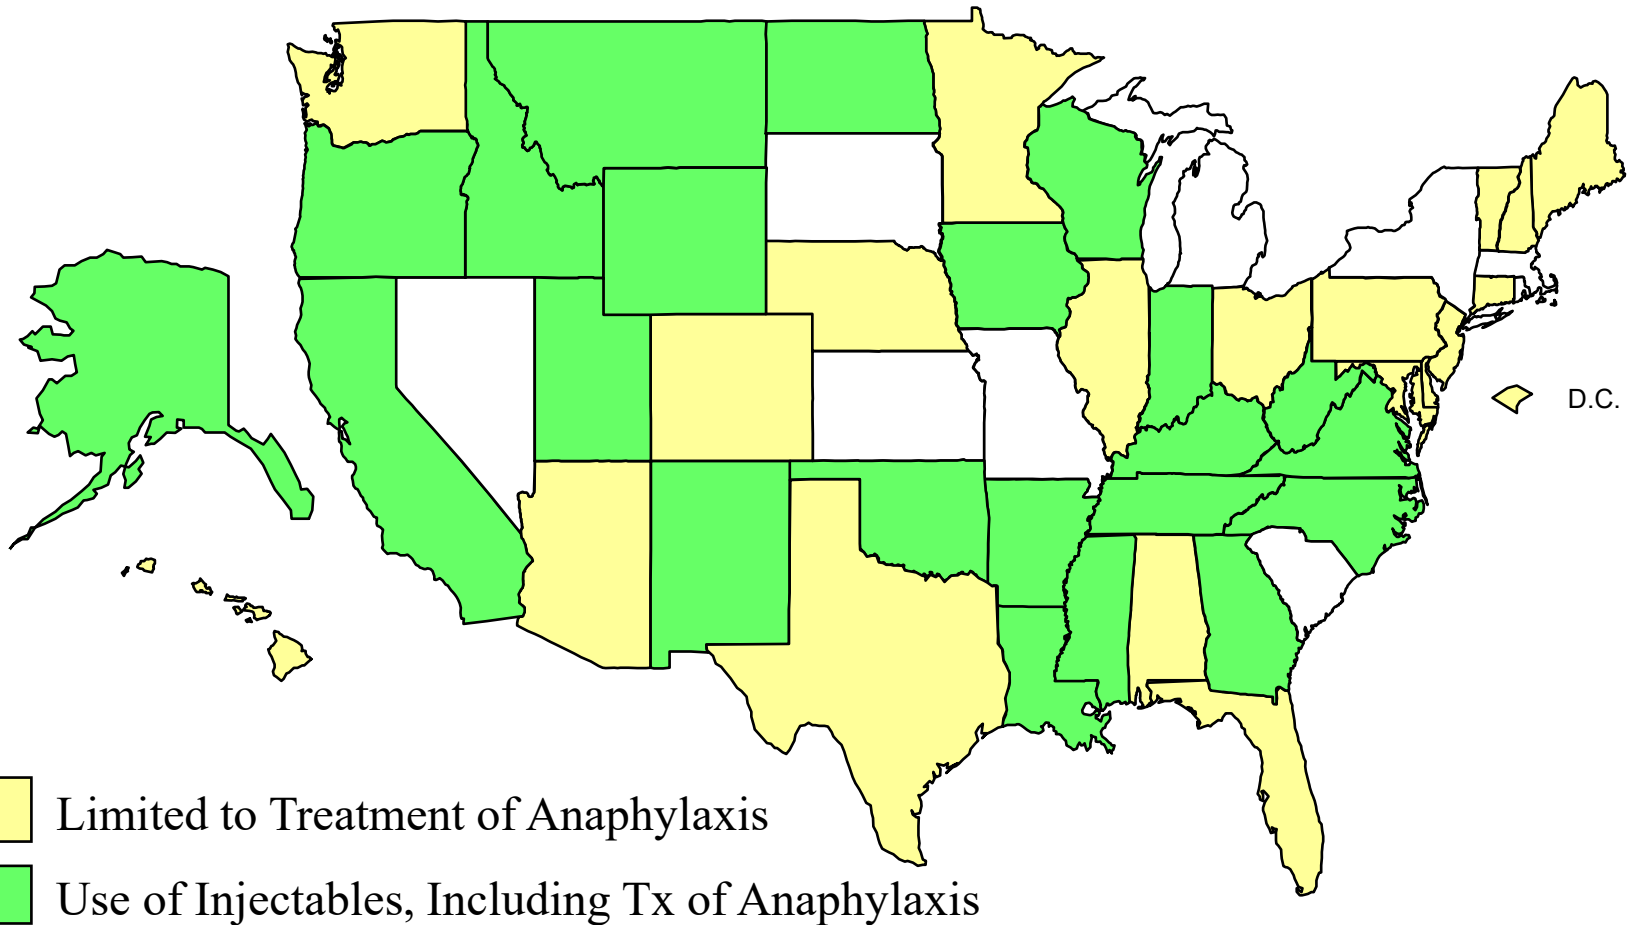 D.C.
Limited to Treatment of Anaphylaxis
Use of Injectables, Including Tx of Anaphylaxis